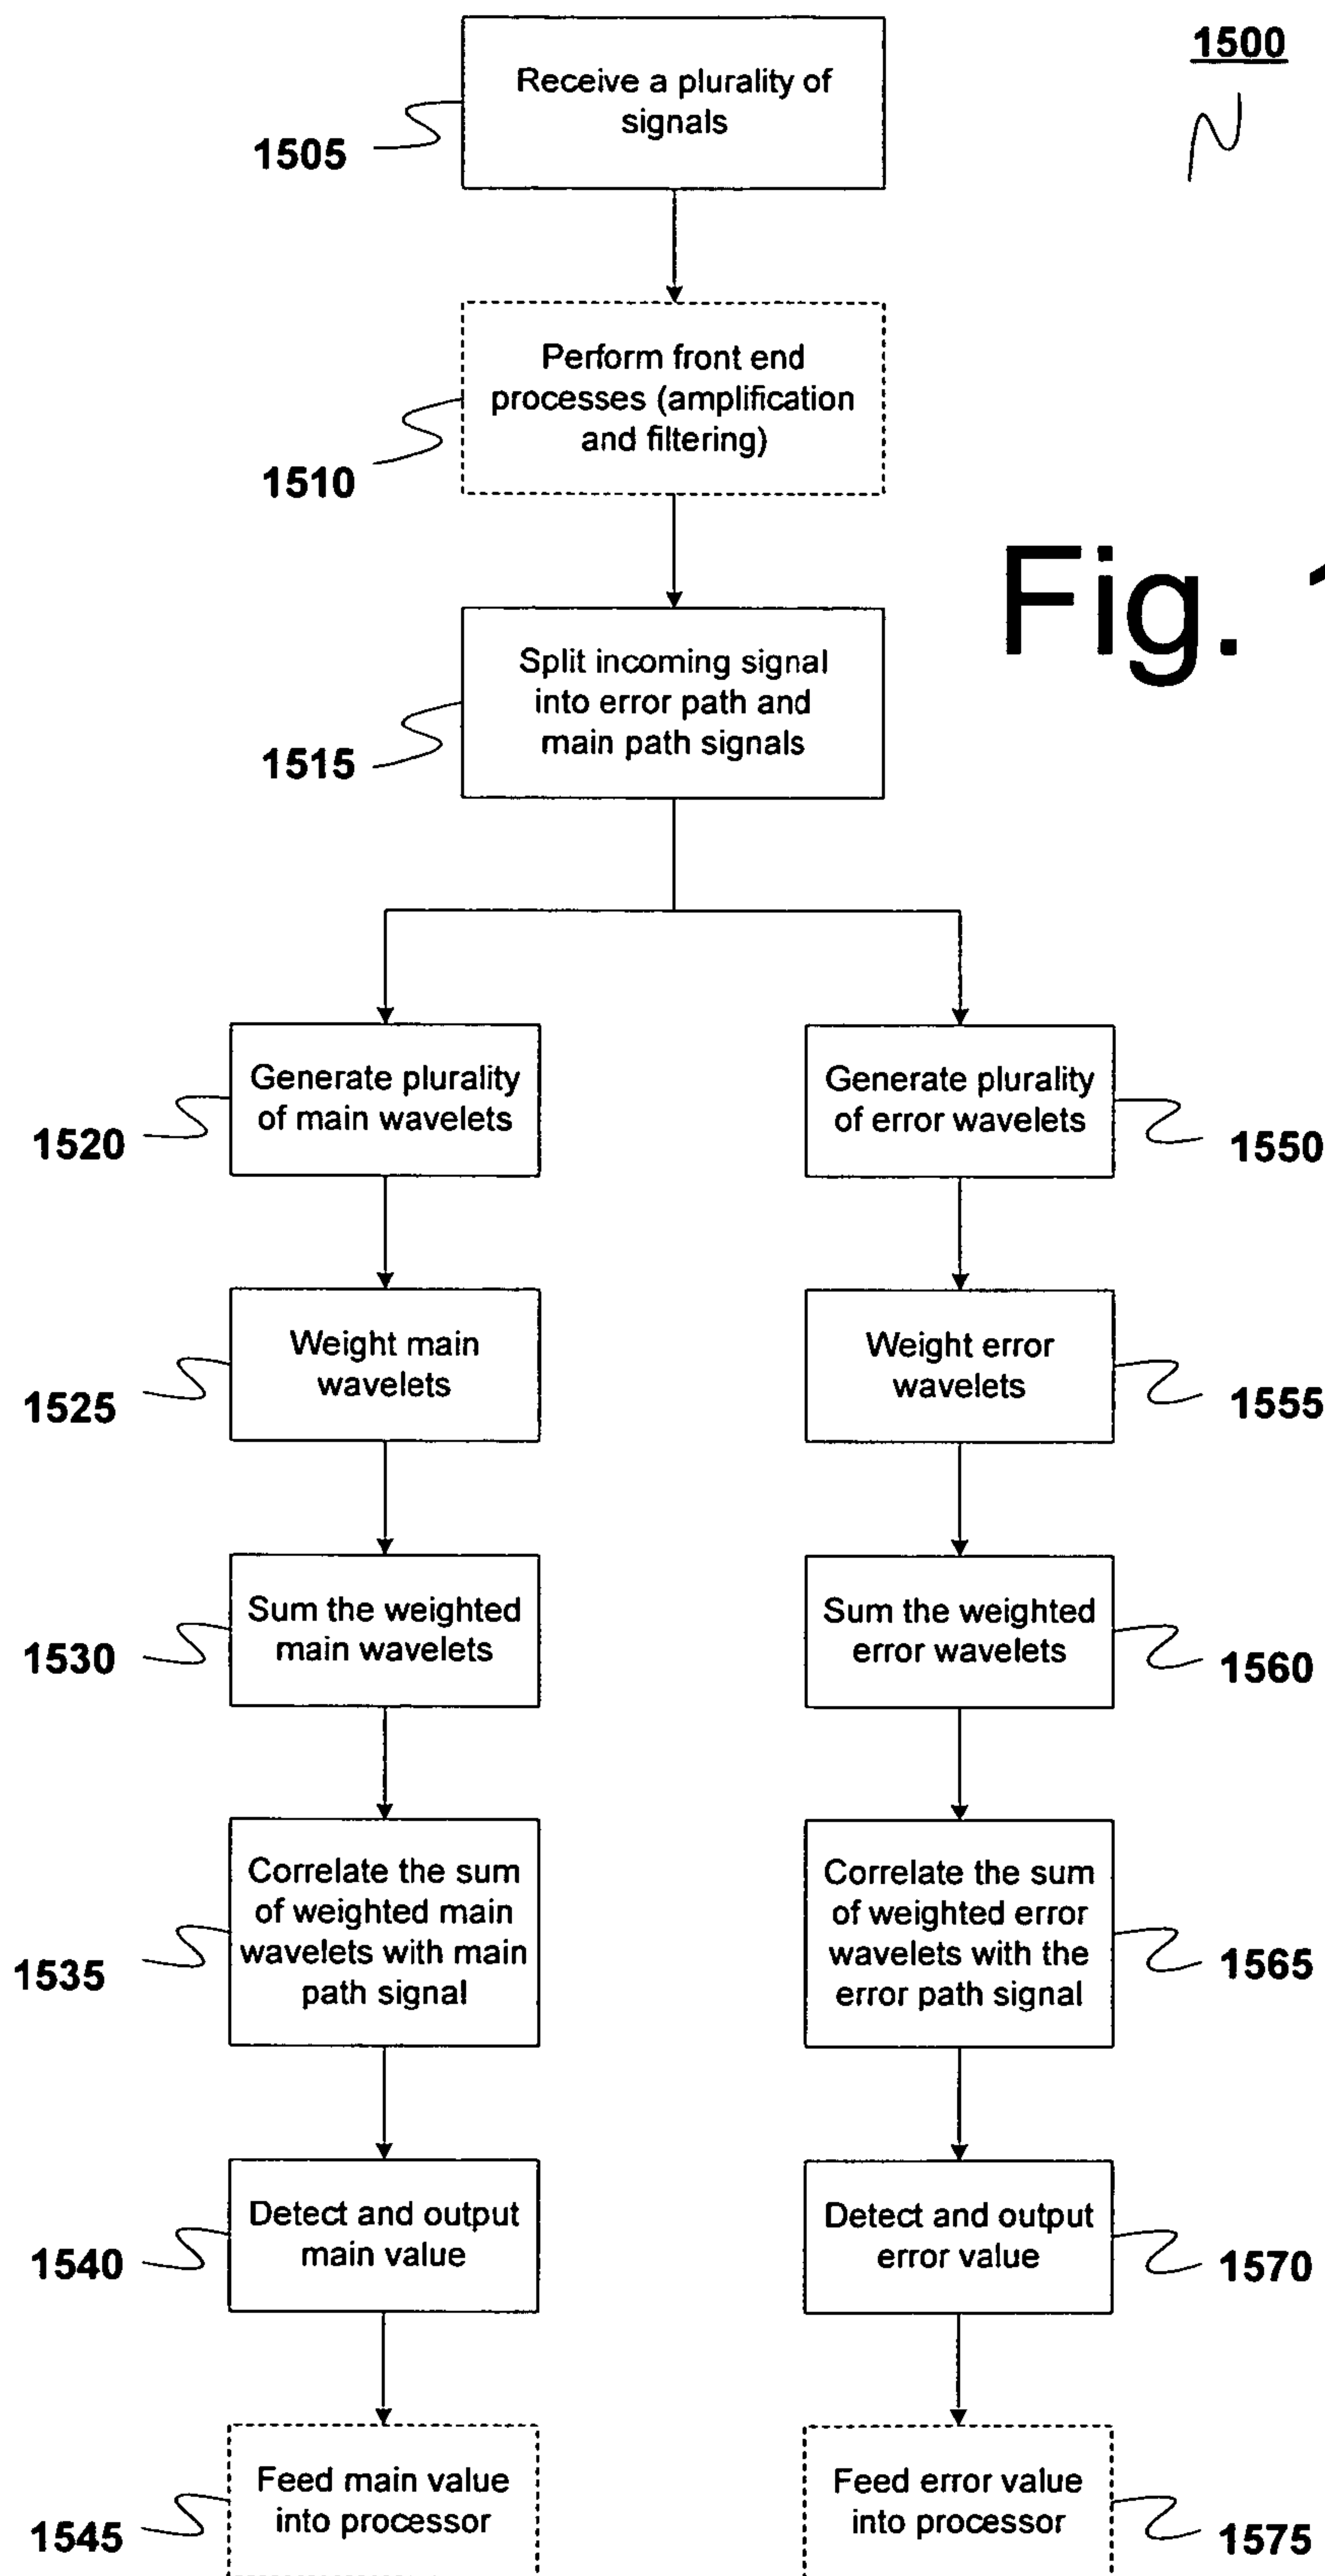 1500
Receive a plurality of
signals
1505
Perform front end
processes (amplification
and filtering)
1510
Fig.
Split incoming signal
into error path and
main path signals
1515
Generate plurality
of main wavelets
1520
Generate plurality
of error wavelets
1550
Weight main
wavelets
1525
Weight error
wavelets
1555
Sum the weighted
main wavelets
1530
Sum the weighted
error wavelets
1560
Correlate the sum
of weighted main
wavelets with main
path signal
1535
Correlate the sum
of weighted error
wavelets with the
error path signal
1565
Detect and output
main value
1540
Detect and output
error value
1570
Feed main value
into processor
1545
Feed error value
into processor
1575